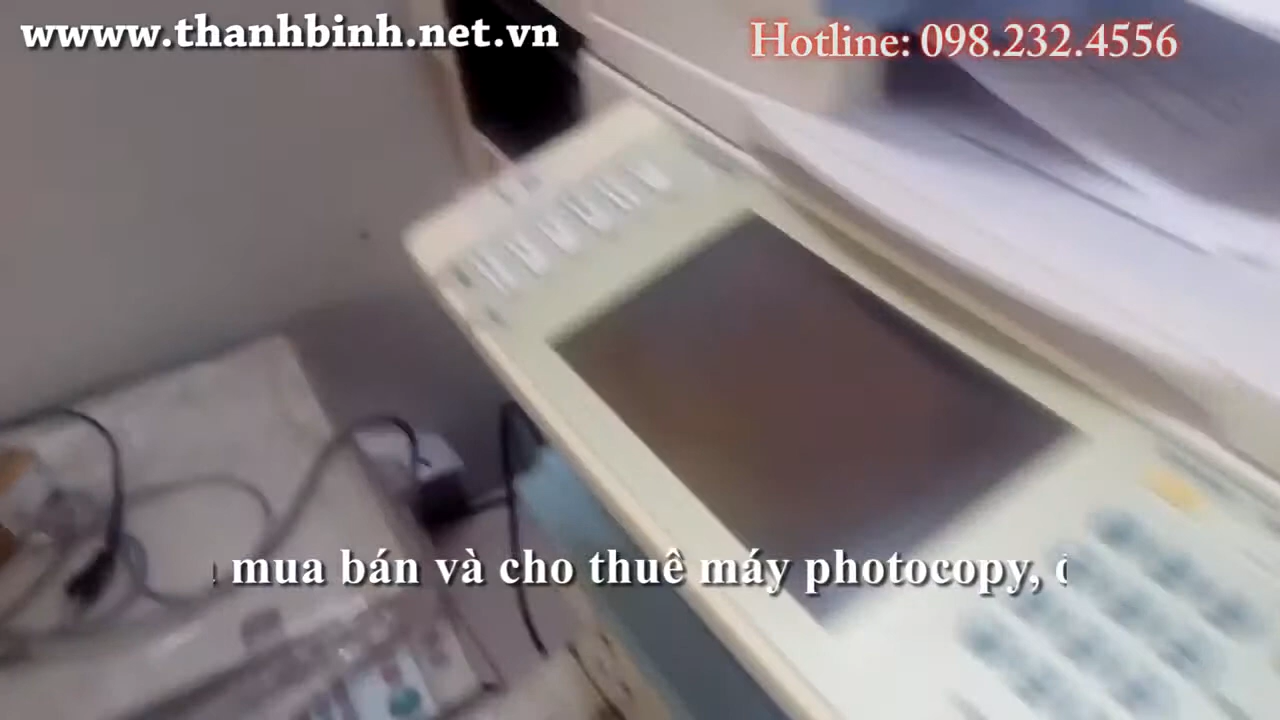 wwww.thanhbinh.net.vn
Hotline: 098.232.4556
mua bán và cho thuê máy photocopy,